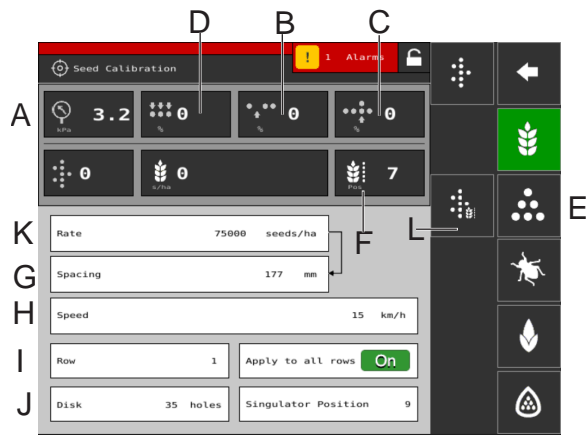 D B C
1 Alarms
Seed Calibration
A
3.2 0 0 0
kPa % % %
0 0 7
s/ha Pos
E
F L
K Rate 75000 seeds/ha
G Spacing 177 mm
H Speed 15 km/h
I Row 1 Apply to all rows On
J Disk 35 holes Singulator Position 9